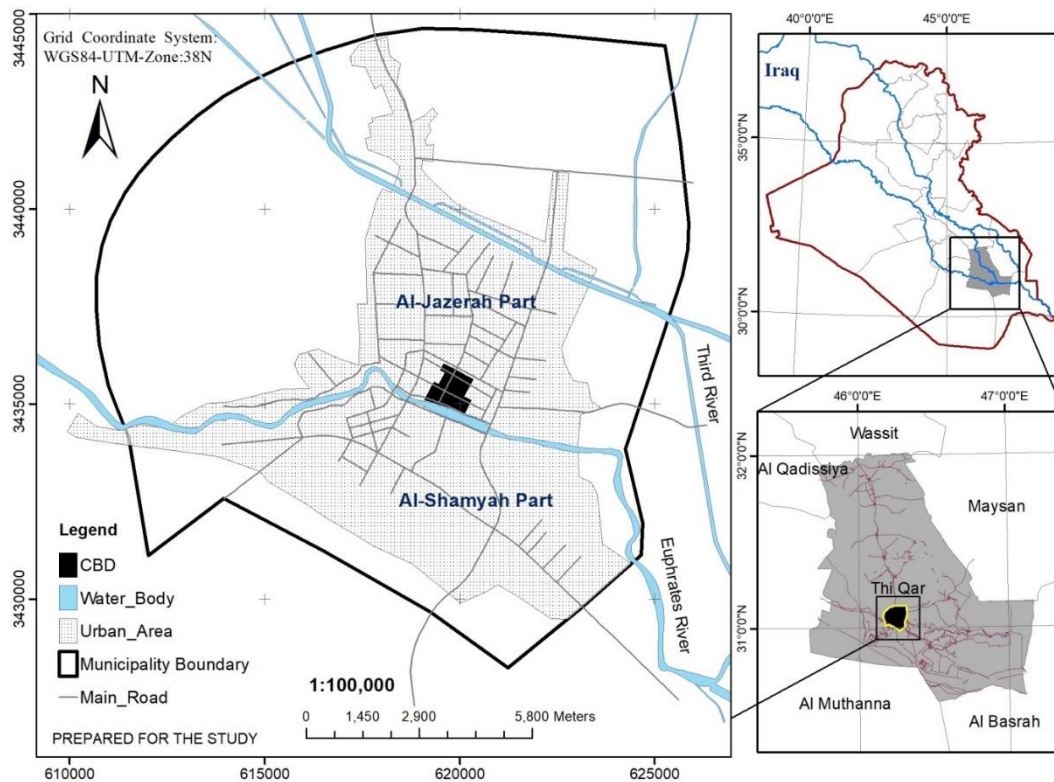 Grid Coordinate System:
WGS84-UTM-Zone:38N
N
3445000
3440000
3435000
3430000
610000
615000
620000
625000
Al-Jazerah Part
Al-Shamyah Part
Third River
Euphrates River
Legend
CBD
Water_Body
Urban_Area
Municipality Boundary
Main_Road
1:100,000
0 1,450 2,900 5,800 Meters
PREPARED FOR THE STUDY
610000 615000 620000 625000
40°0'0"E 45°0'0"E
Iraq
35°0'0"N
30°0'0"N
46°0'0"E 47°0'0"E
32°0'0"N
31°0'0"N
Wassit
Al Qadissiya
Maysan
Thi Qar
Al Muthanna
Al Basrah